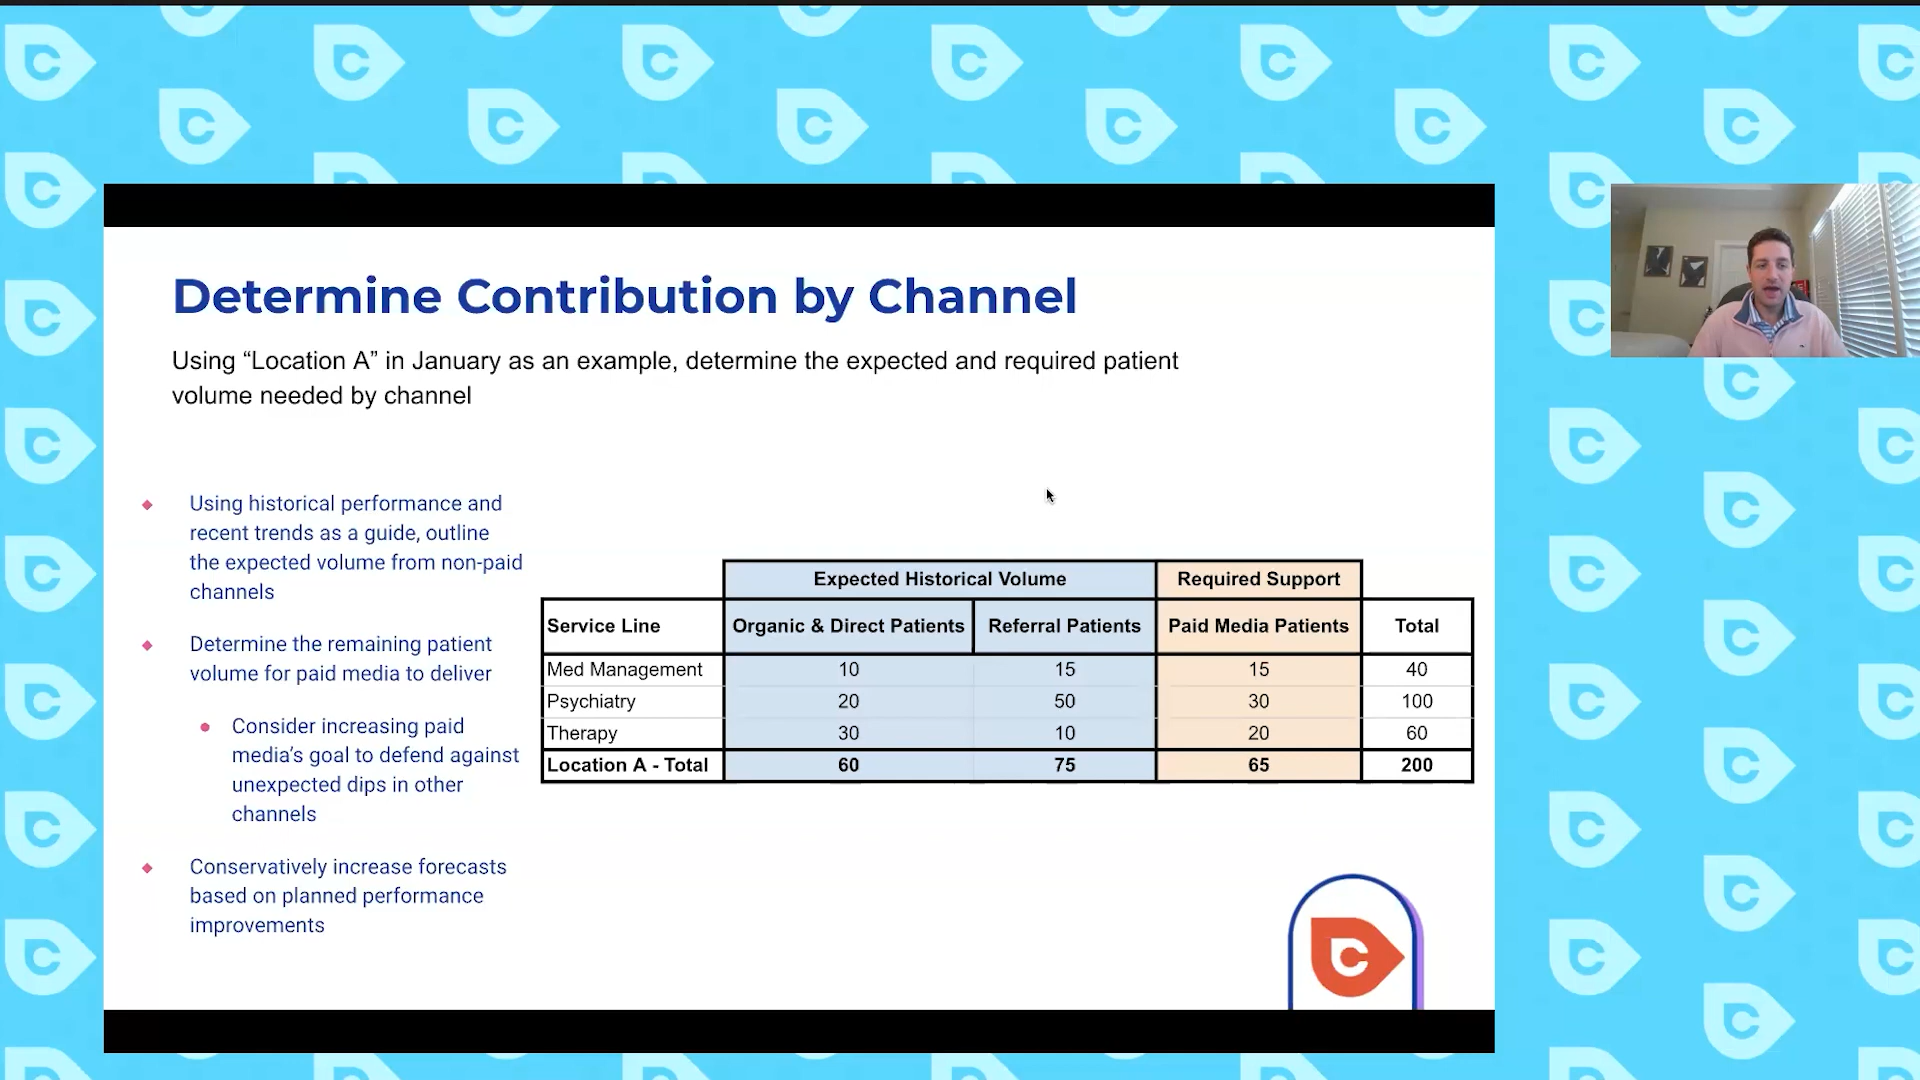 Determine Contribution by Channel
Using “Location A” in January as an example, determine the expected and required patient
volume needed by channel
Using historical performance and
recent trends as a guide, outline
the expected volume from non-paid
channels
Determine the remaining patient
volume for paid media to deliver
Consider increasing paid
media’s goal to defend against
unexpected dips in other
channels
Conservatively increase forecasts
based on planned performance
improvements
Expected Historical Volume Required Support
Service Line Organic & Direct Patients Referral Patients Paid Media Patients Total
Med Management 10 15 15 40
Psychiatry 20 50 30 100
Therapy 30 10 20 60
Location A - Total 60 75 65 200